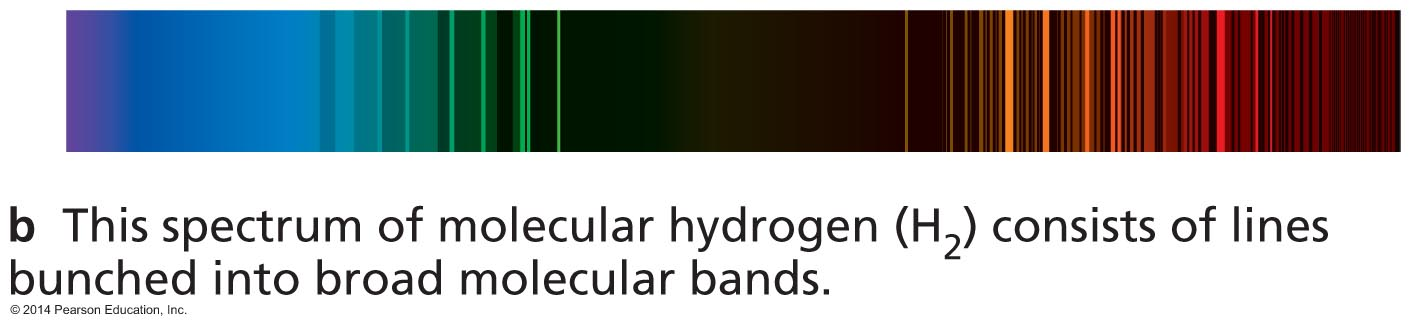 b This spectrum of molecular hydrogen (H₂) consists of lines
bunched into broad molecular bands.
© 2014 Pearson Education, Inc.